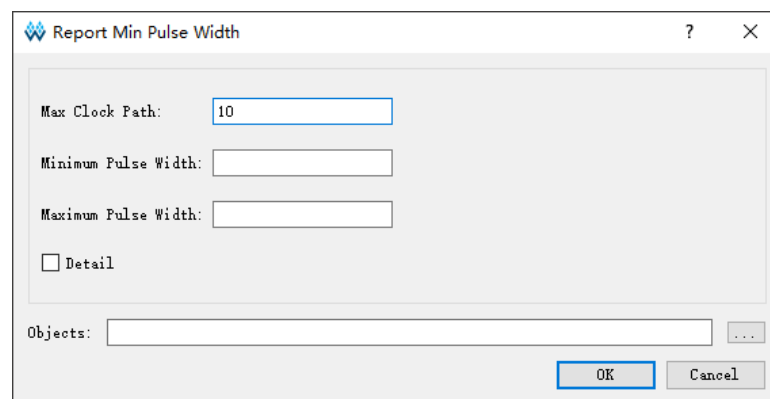 Report Min Pulse Width ? ×
Max Clock Path: 10
Minimum Pulse Width:
Maximum Pulse Width:
Detail
Objects: ...
OK Cancel